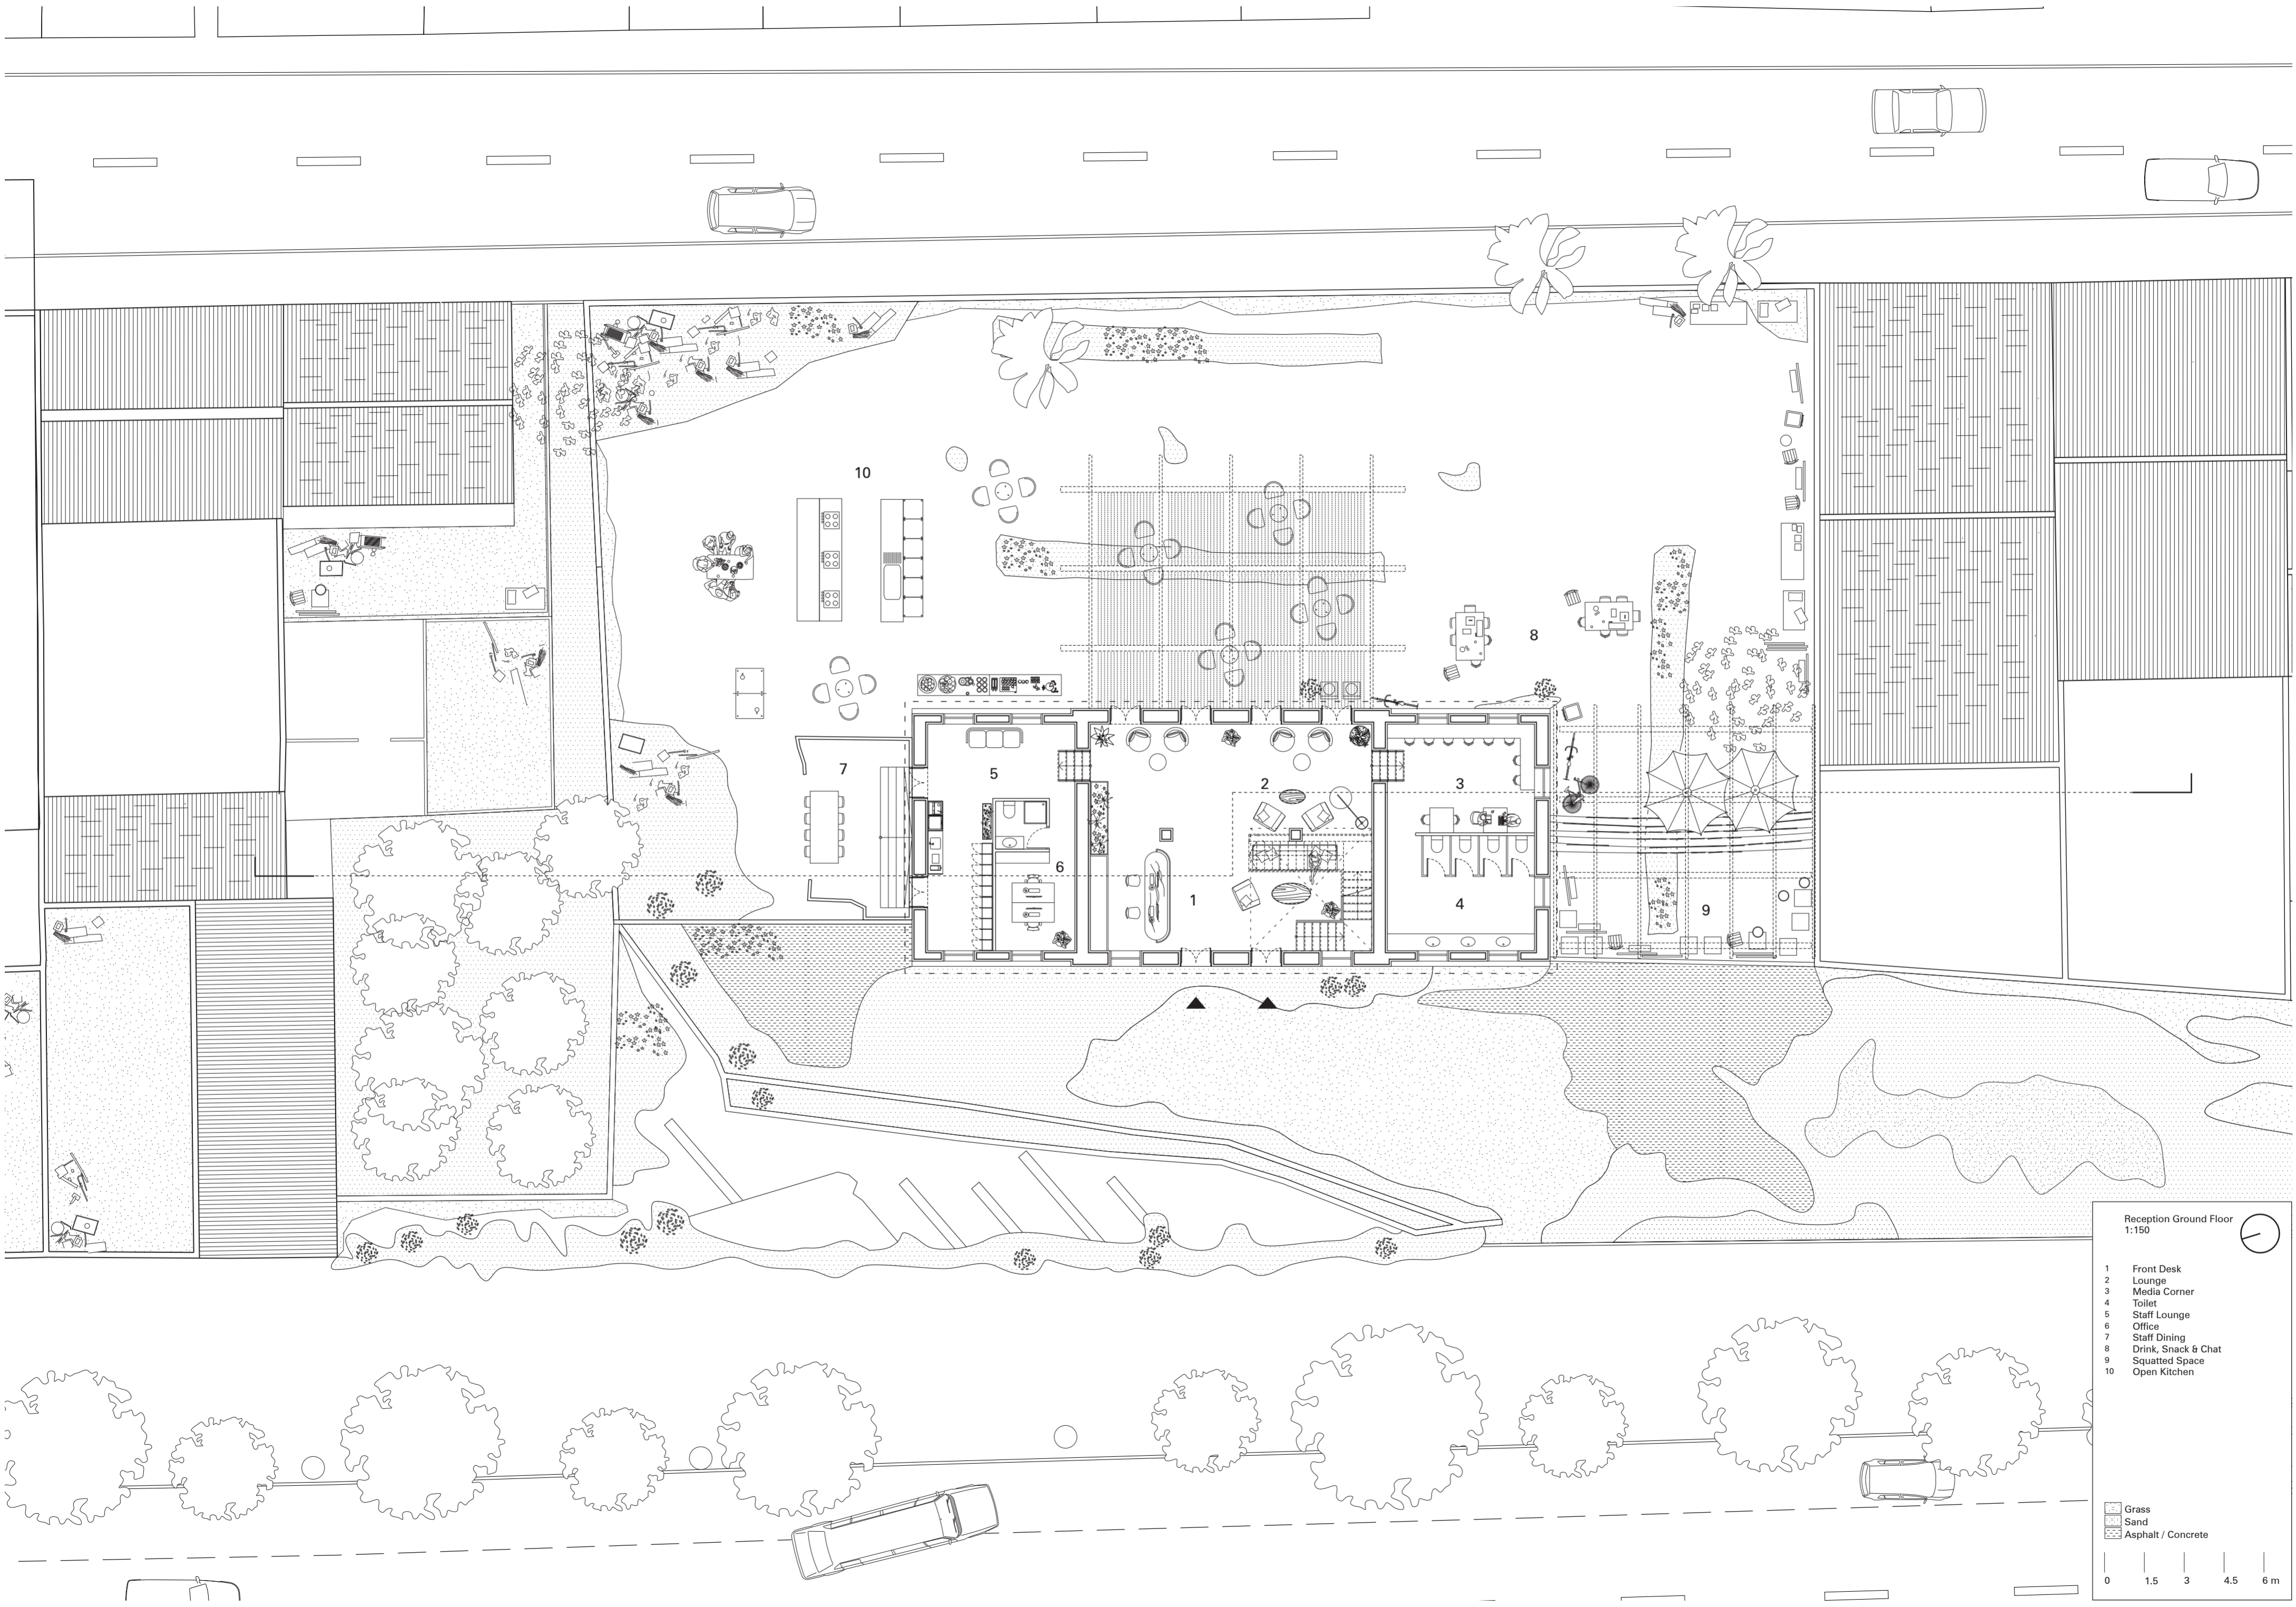 10
8
7
5
2
3
6
1
4
9
Reception Ground Floor
1:150
1 Front Desk
2 Lounge
3 Media Corner
4 Toilet
5 Staff Lounge
6 Office
7 Staff Dining
8 Drink, Snack & Chat
9 Squatted Space
10 Open Kitchen
Grass
Sand
Asphalt / Concrete
0 1.5 3 4.5 6 m